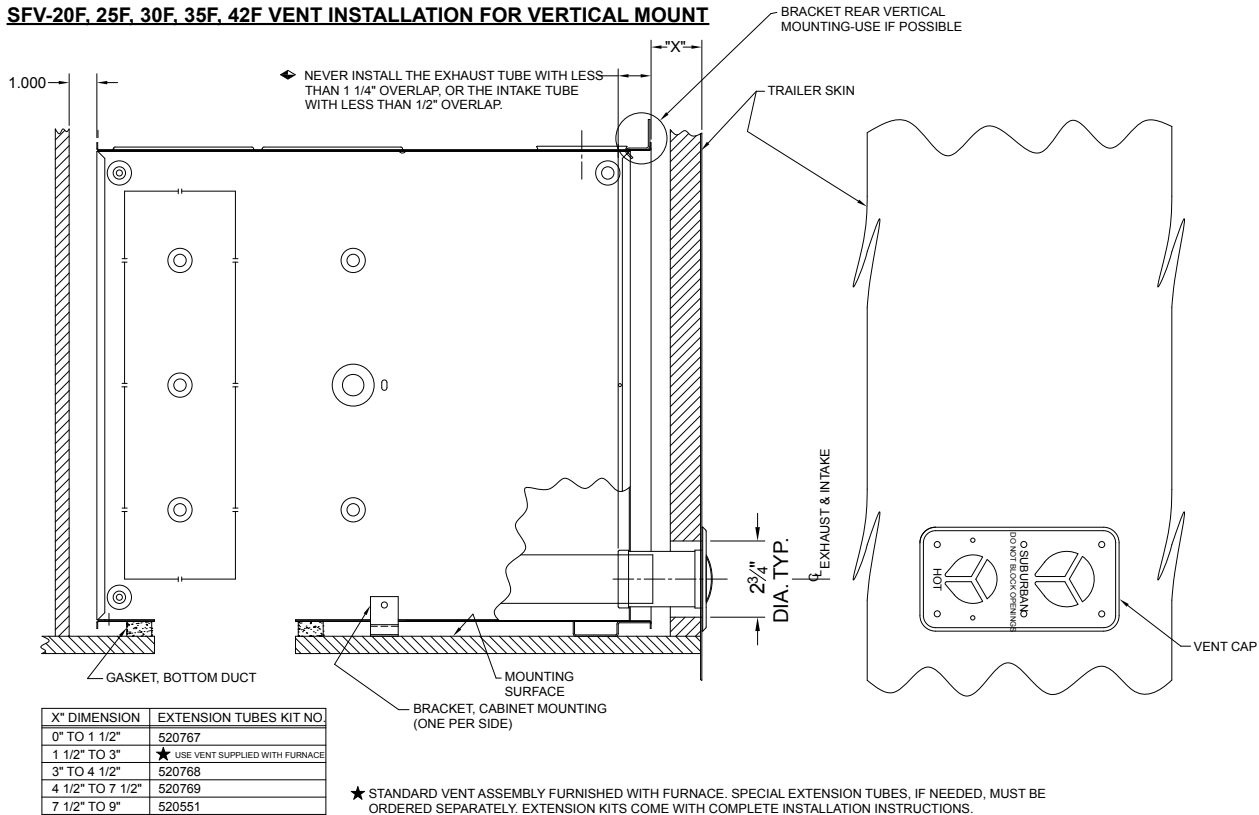 SFV-20F, 25F, 30F, 35F, 42F VENT INSTALLATION FOR VERTICAL MOUNT
BRACKET REAR VERTICAL
MOUNTING-USE IF POSSIBLE
"X"
1.000
NEVER INSTALL THE EXHAUST TUBE WITH LESS
THAN 1 1/4" OVERLAP, OR THE INTAKE TUBE
WITH LESS THAN 1/2" OVERLAP.
TRAILER SKIN
2 3/4"
DIA. TYP.
℄ EXHAUST & INTAKE
SUBURBAND
DO NOT BLOCK OPENINGS
HOT
VENT CAP
GASKET, BOTTOM DUCT
MOUNTING
SURFACE
BRACKET, CABINET MOUNTING
(ONE PER SIDE)
X" DIMENSION EXTENSION TUBES KIT NO.
0" TO 1 1/2" 520767
1 1/2" TO 3" ★ USE VENT SUPPLIED WITH FURNACE
3" TO 4 1/2" 520768
4 1/2" TO 7 1/2" 520769
7 1/2" TO 9" 520551
★ STANDARD VENT ASSEMBLY FURNISHED WITH FURNACE. SPECIAL EXTENSION TUBES, IF NEEDED, MUST BE
ORDERED SEPARATELY. EXTENSION KITS COME WITH COMPLETE INSTALLATION INSTRUCTIONS.